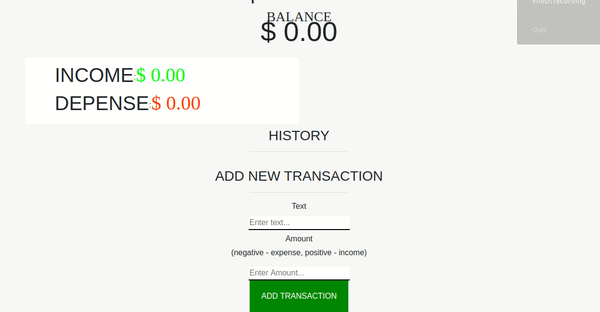 BALANCE
$ 0.00
INCOME:$ 0.00
DEPENSE:$ 0.00
HISTORY
ADD NEW TRANSACTION
Text
Enter text...
Amount
(negative - expense, positive - income)
Enter Amount...
ADD TRANSACTION
Finish recording
Quit